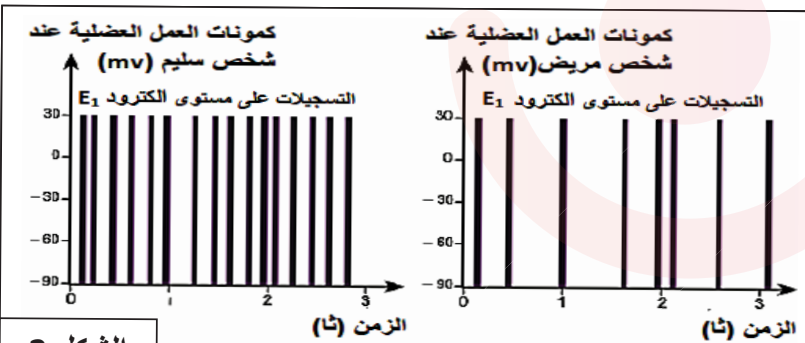 كمونات العمل العضلية عند
شخص مريض(mv)
التسجيلات على مستوى الكترود E₁
30
0
−30
−60
−90
0
1
2
3
الزمن (ثا)
كمونات العمل العضلية عند
شخص سليم (mv)
التسجيلات على مستوى الكترود E₁
30
0
−30
−60
−90
0
1
2
3
الزمن (ثا)